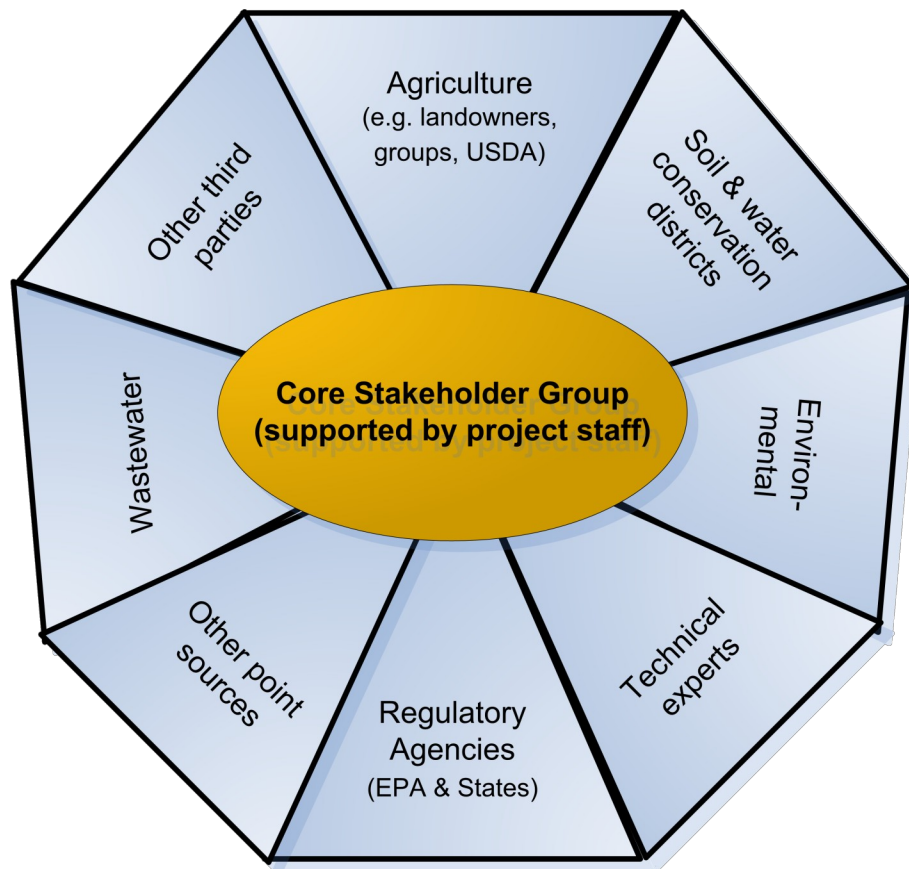 Agriculture
(e.g. landowners,
groups, USDA)
Soil & water
conservation
districts
Environ-
mental
Technical
experts
Regulatory
Agencies
(EPA & States)
Other point
sources
Wastewater
Other third
parties
Core Stakeholder Group
(supported by project staff)